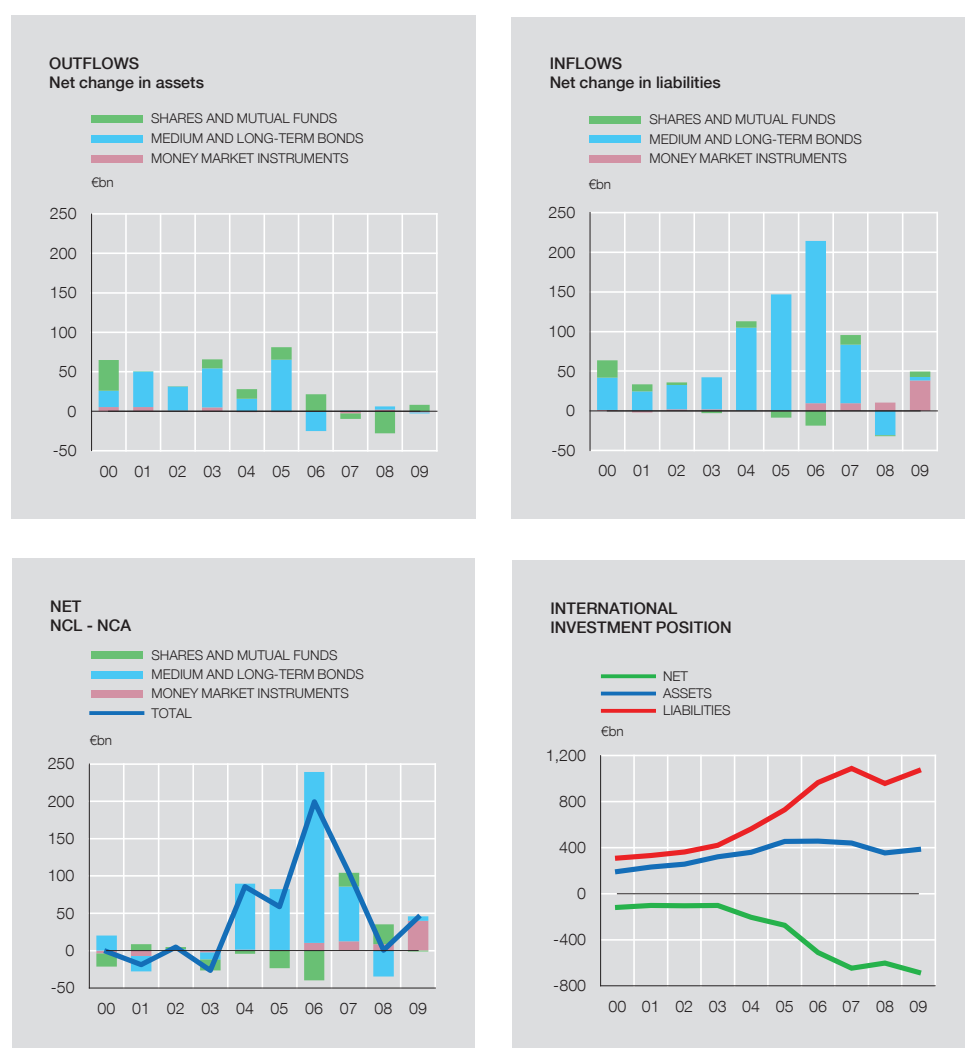 OUTFLOWS
Net change in assets
SHARES AND MUTUAL FUNDS
MEDIUM AND LONG-TERM BONDS
MONEY MARKET INSTRUMENTS
€bn
250
200
150
100
50
0
-50
00 01 02 03 04 05 06 07 08 09
INFLOWS
Net change in liabilities
SHARES AND MUTUAL FUNDS
MEDIUM AND LONG-TERM BONDS
MONEY MARKET INSTRUMENTS
€bn
250
200
150
100
50
0
-50
00 01 02 03 04 05 06 07 08 09
NET
NCL - NCA
SHARES AND MUTUAL FUNDS
MEDIUM AND LONG-TERM BONDS
MONEY MARKET INSTRUMENTS
TOTAL
€bn
250
200
150
100
50
0
-50
00 01 02 03 04 05 06 07 08 09
INTERNATIONAL
INVESTMENT POSITION
NET
ASSETS
LIABILITIES
€bn
1,200
800
400
0
-400
-800
00 01 02 03 04 05 06 07 08 09